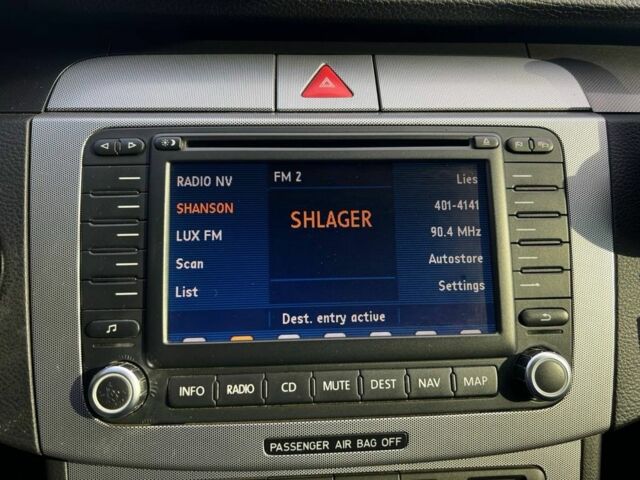 RADIO NV FM 2 Lies
SHANSON SHLAGER 401-4141
LUX FM 90.4 MHz
Scan Autostore
List Settings
Dest. entry active
INFO RADIO CD MUTE DEST NAV MAP
PASSENGER AIR BAG OFF